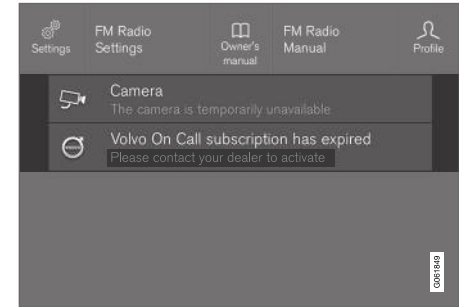 Settings
FM Radio
Settings
Owner's
manual
FM Radio
Manual
Profile
Camera
The camera is temporarily unavailable
Volvo On Call subscription has expired
Please contact your dealer to activate
G061849